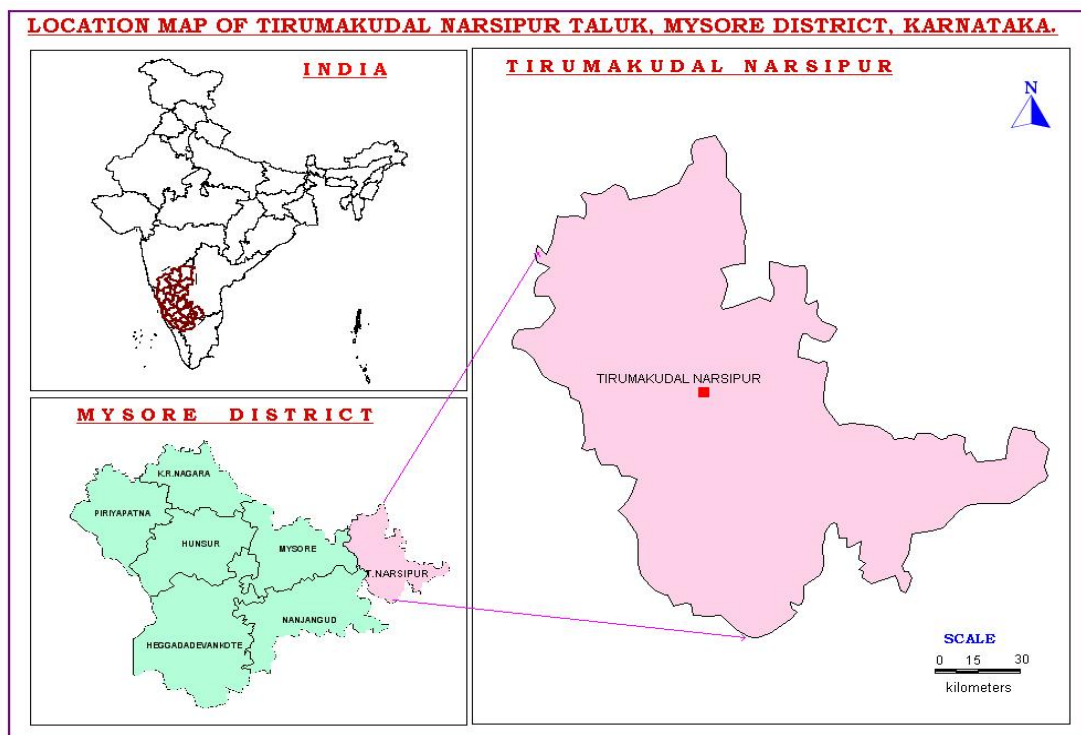 LOCATION MAP OF TIRUMAKUDAL NARSIPUR TALUK, MYSORE DISTRICT, KARNATAKA.
INDIA
TIRUMAKUDAL NARSIPUR
N
TIRUMAKUDAL NARSIPUR
MYSORE DISTRICT
K.R.NAGARA
PIRIYAPATNA
HUNSUR
MYSORE
T.NARSIPUR
NANJANGUD
HEGGADADEVANKOTE
SCALE
0 15 30
kilometers